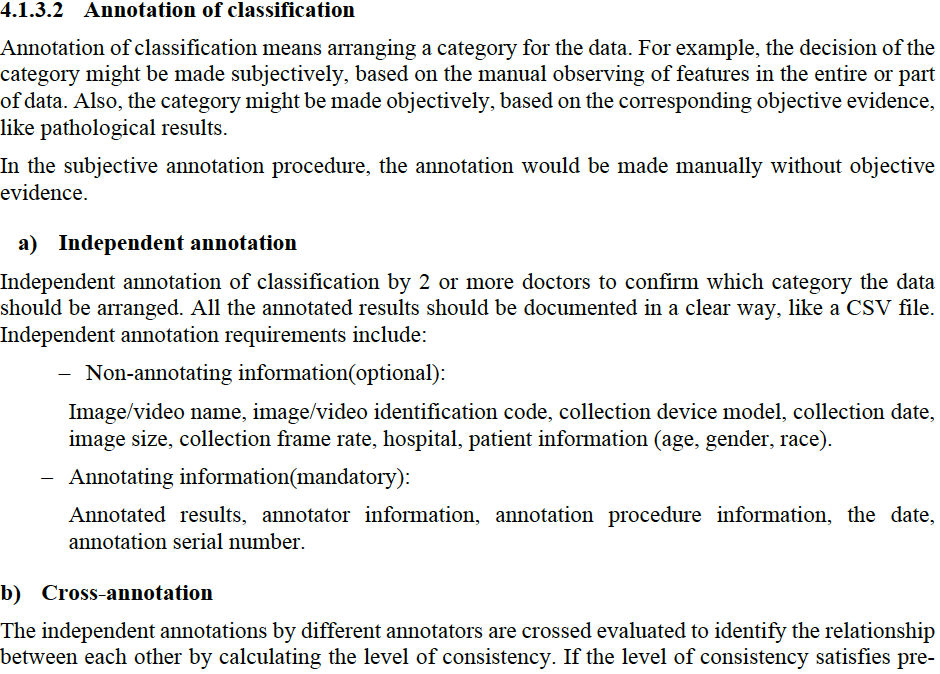 4.1.3.2 Annotation of classification
Annotation of classification means arranging a category for the data. For example, the decision of the
category might be made subjectively, based on the manual observing of features in the entire or part
of data. Also, the category might be made objectively, based on the corresponding objective evidence,
like pathological results.
In the subjective annotation procedure, the annotation would be made manually without objective
evidence.
a) Independent annotation
Independent annotation of classification by 2 or more doctors to confirm which category the data
should be arranged. All the annotated results should be documented in a clear way, like a CSV file.
Independent annotation requirements include:
– Non-annotating information(optional):
Image/video name, image/video identification code, collection device model, collection date,
image size, collection frame rate, hospital, patient information (age, gender, race).
– Annotating information(mandatory):
Annotated results, annotator information, annotation procedure information, the date,
annotation serial number.
b) Cross-annotation
The independent annotations by different annotators are crossed evaluated to identify the relationship
between each other by calculating the level of consistency. If the level of consistency satisfies pre-